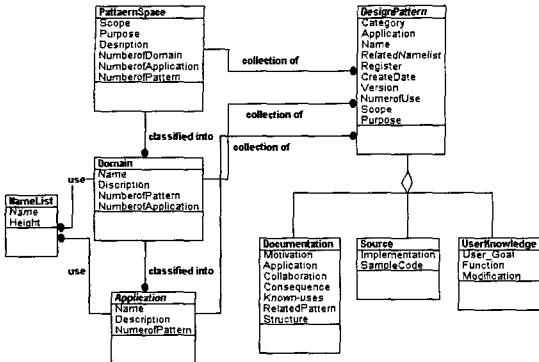 PattaernSpace
Scope
Purpose
Desription
NumberofDomain
NumberofApplication
NumberofPattern
DesignPattern
Category
Application
Name
RelatedNamelist
Register
CreateDate
Version
NumerofUse
Scope
Purpose
collection of
collection of
collection of
classified into
Domain
Name
Discription
NumberofPattern
NumberofApplication
use
NameList
Name
Height
use
classified into
Application
Name
Description
NumerofPattern
Documentation
Motivation
Application
Collaboration
Consequence
Known-uses
RelatedPattern
Structure
Source
Implementation
SampleCode
UserKnowledge
User_Goal
Function
Modification